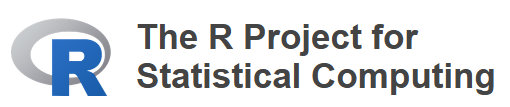 R
The R Project for
Statistical Computing